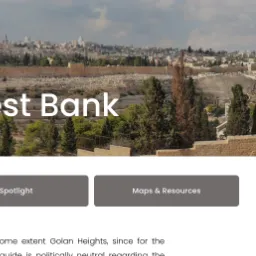 est Bank
Spotlight
Maps & Resources
ome extent Golan Heights, since for the
guide is politically neutral regarding the